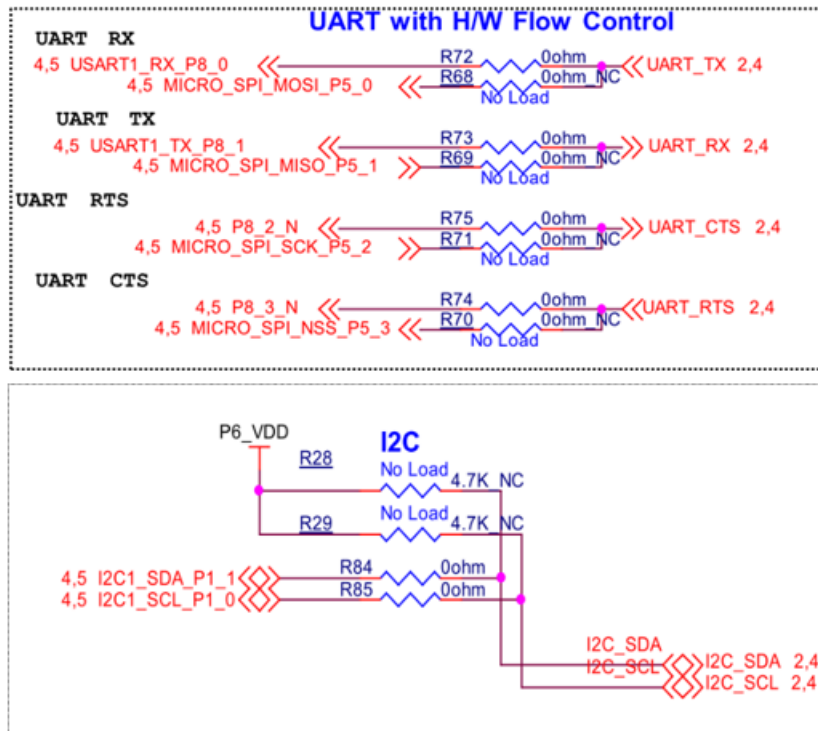 UART with H/W Flow Control
UART RX
4,5 USART1_RX_P8_0 R72 0ohm UART_TX 2,4
4,5 MICRO_SPI_MOSI_P5_0 R68 0ohm_NC
No Load
UART TX
4,5 USART1_TX_P8_1 R73 0ohm UART_RX 2,4
4,5 MICRO_SPI_MISO_P5_1 R69 0ohm_NC
No Load
UART RTS
4,5 P8_2_N R75 0ohm UART_CTS 2,4
4,5 MICRO_SPI_SCK_P5_2 R71 0ohm_NC
No Load
UART CTS
4,5 P8_3_N R74 0ohm UART_RTS 2,4
4,5 MICRO_SPI_NSS_P5_3 R70 0ohm_NC
No Load
P6_VDD
I2C
R28 No Load 4.7K_NC
R29 No Load 4.7K_NC
4,5 I2C1_SDA_P1_1 R84 0ohm
4,5 I2C1_SCL_P1_0 R85 0ohm
I2C_SDA I2C_SDA 2,4
I2C_SCL I2C_SCL 2,4